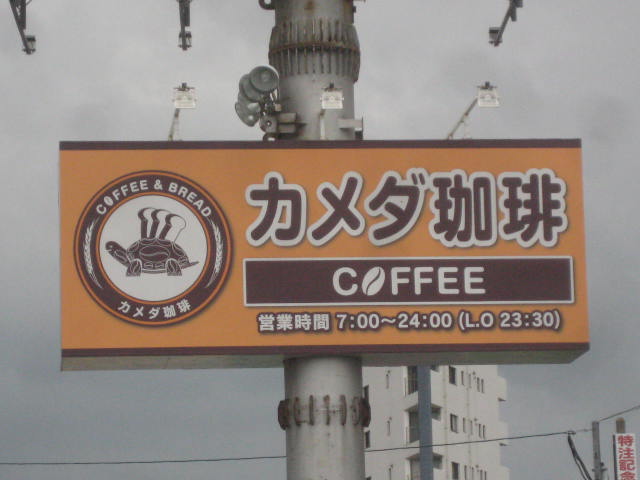 COFFEE & BREAD
カメダ珈琲
カメダ珈琲
COFFEE
営業時間 7:00～24:00 (L.O 23:30)
特注記念